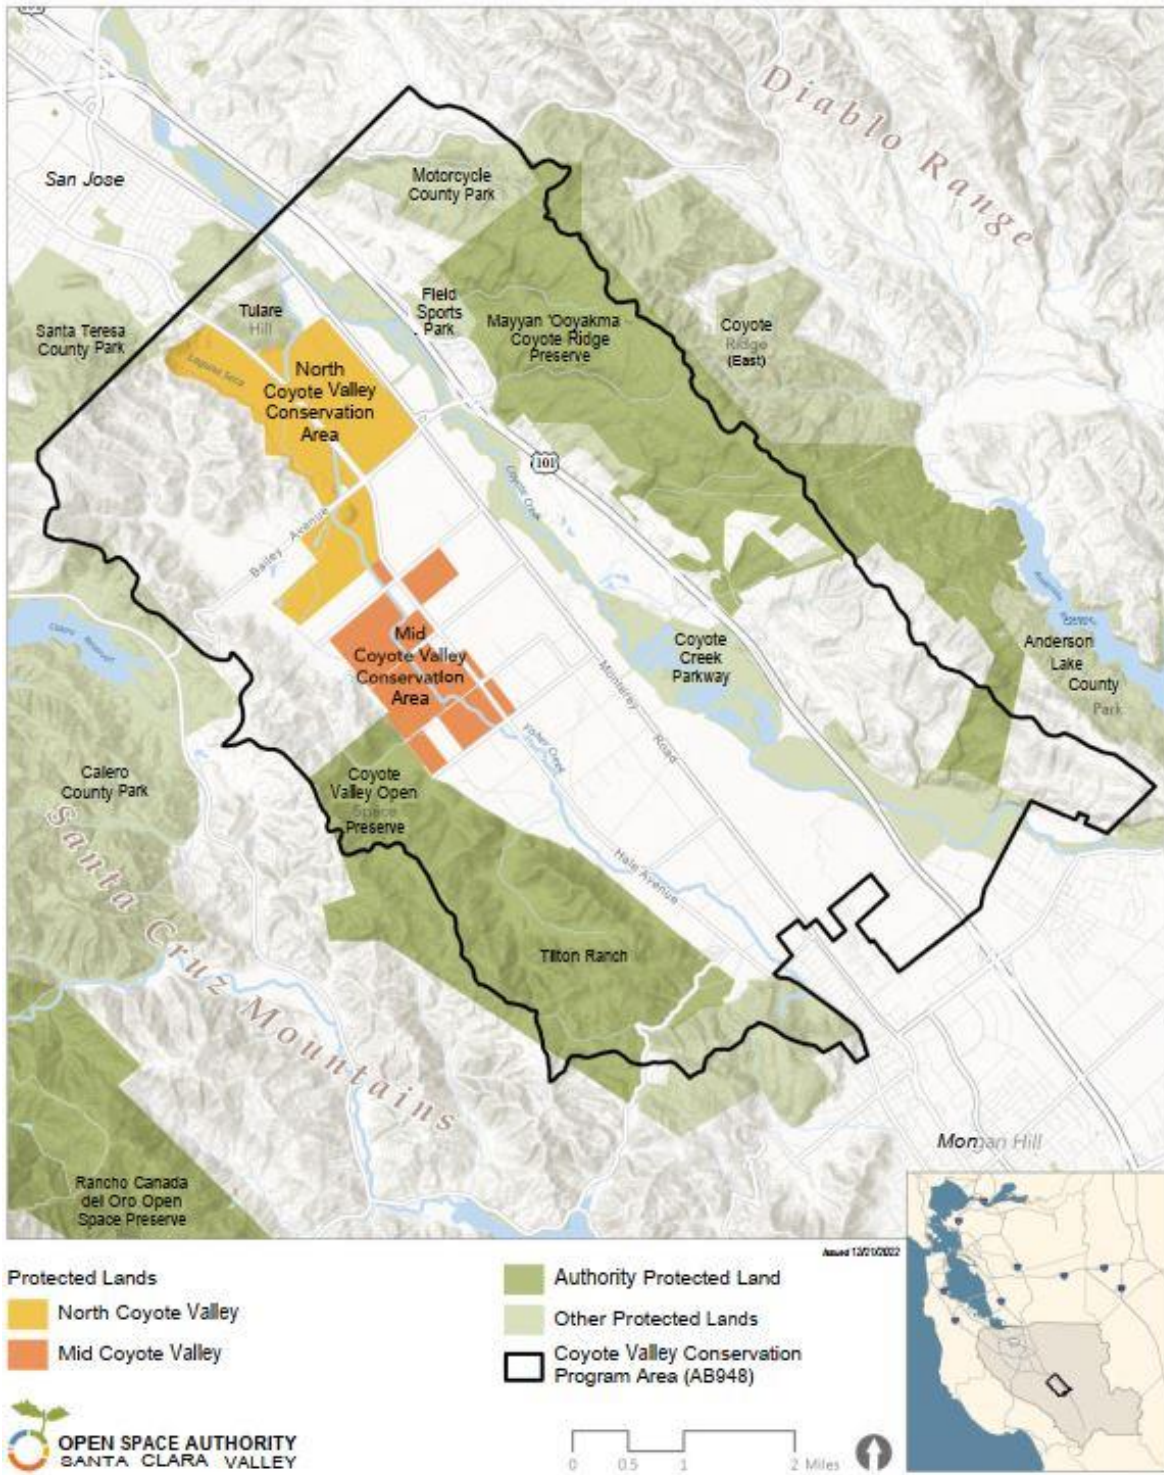 Diablo Range
San Jose
Motorcycle
County Park
Tulare
Hill
Field
Sports
Park
Santa Teresa
County Park
Mayyan 'Ooyakma
Coyote Ridge
Preserve
Coyote
Ridge
(East)
Laguna Seca
North
Coyote Valley
Conservation
Area
101
Coyote Creek
Bailey Avenue
Mid
Coyote Valley
Conservation
Area
Coyote
Creek
Parkway
Anderson
Lake
County
Park
Monterey Road
Fisher Creek
Calero
County Park
Coyote
Valley Open
Space
Preserve
Hale Avenue
Santa Cruz Mountains
Tilton Ranch
Morgan Hill
Rancho Canada
del Oro Open
Space Preserve
Issued 12/21/2022
Protected Lands
North Coyote Valley
Mid Coyote Valley
Authority Protected Land
Other Protected Lands
Coyote Valley Conservation
Program Area (AB948)
OPEN SPACE AUTHORITY
SANTA CLARA VALLEY
0 0.5 1 2 Miles